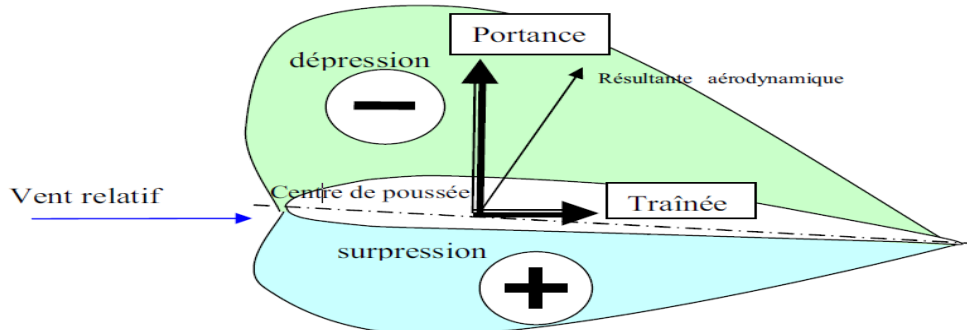 Portance
dépression
Résultante aérodynamique
Centre de poussée
Vent relatif
Traînée
surpression